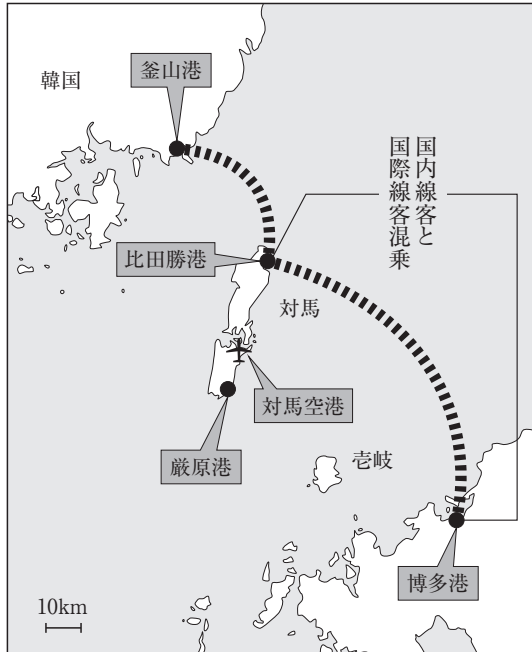 釜山港
韓国
国内線客と
国際線客混乗
比田勝港
対馬
対馬空港
厳原港
壱岐
博多港
10km